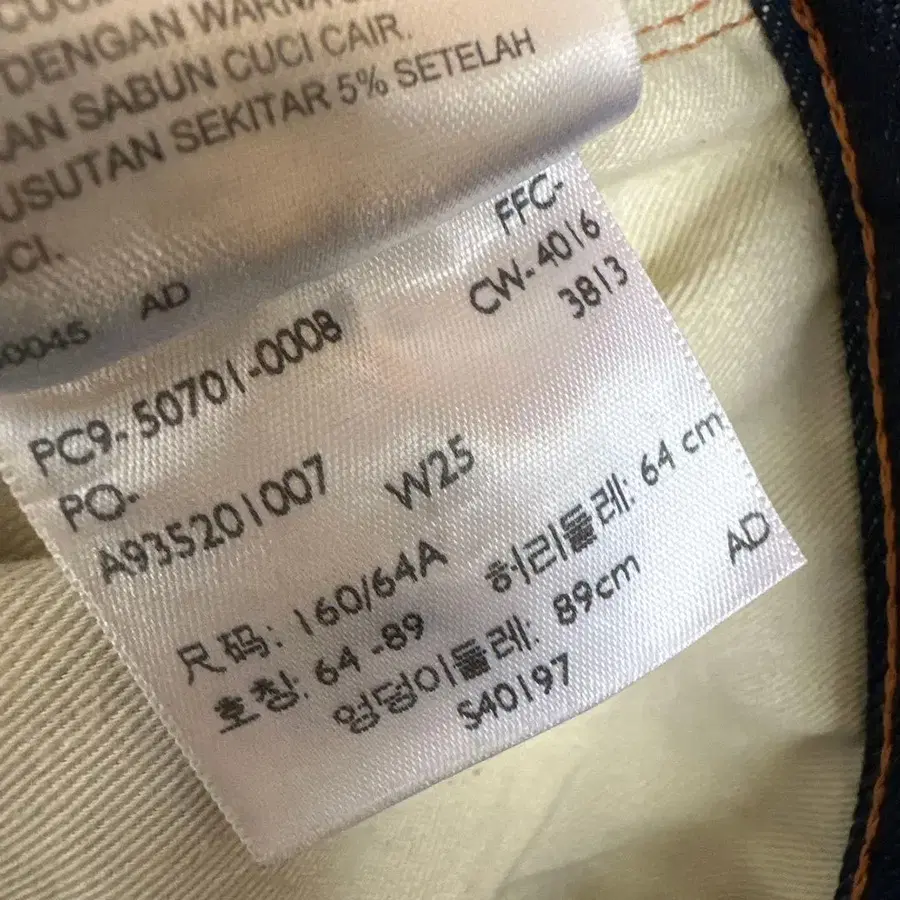 DENGAN WARNA
AN SABUN CUCI CAIR.
USUTAN SEKITAR 5% SETELAH
UCI.
0045 AD
FFC-
CW-4016
3813
PC9-50701-0008
PO-
A935201007 W25
尺码: 160/64A
호칭: 64 -89 허리둘레: 64 cm
엉덩이둘레: 89cm AD
S40197